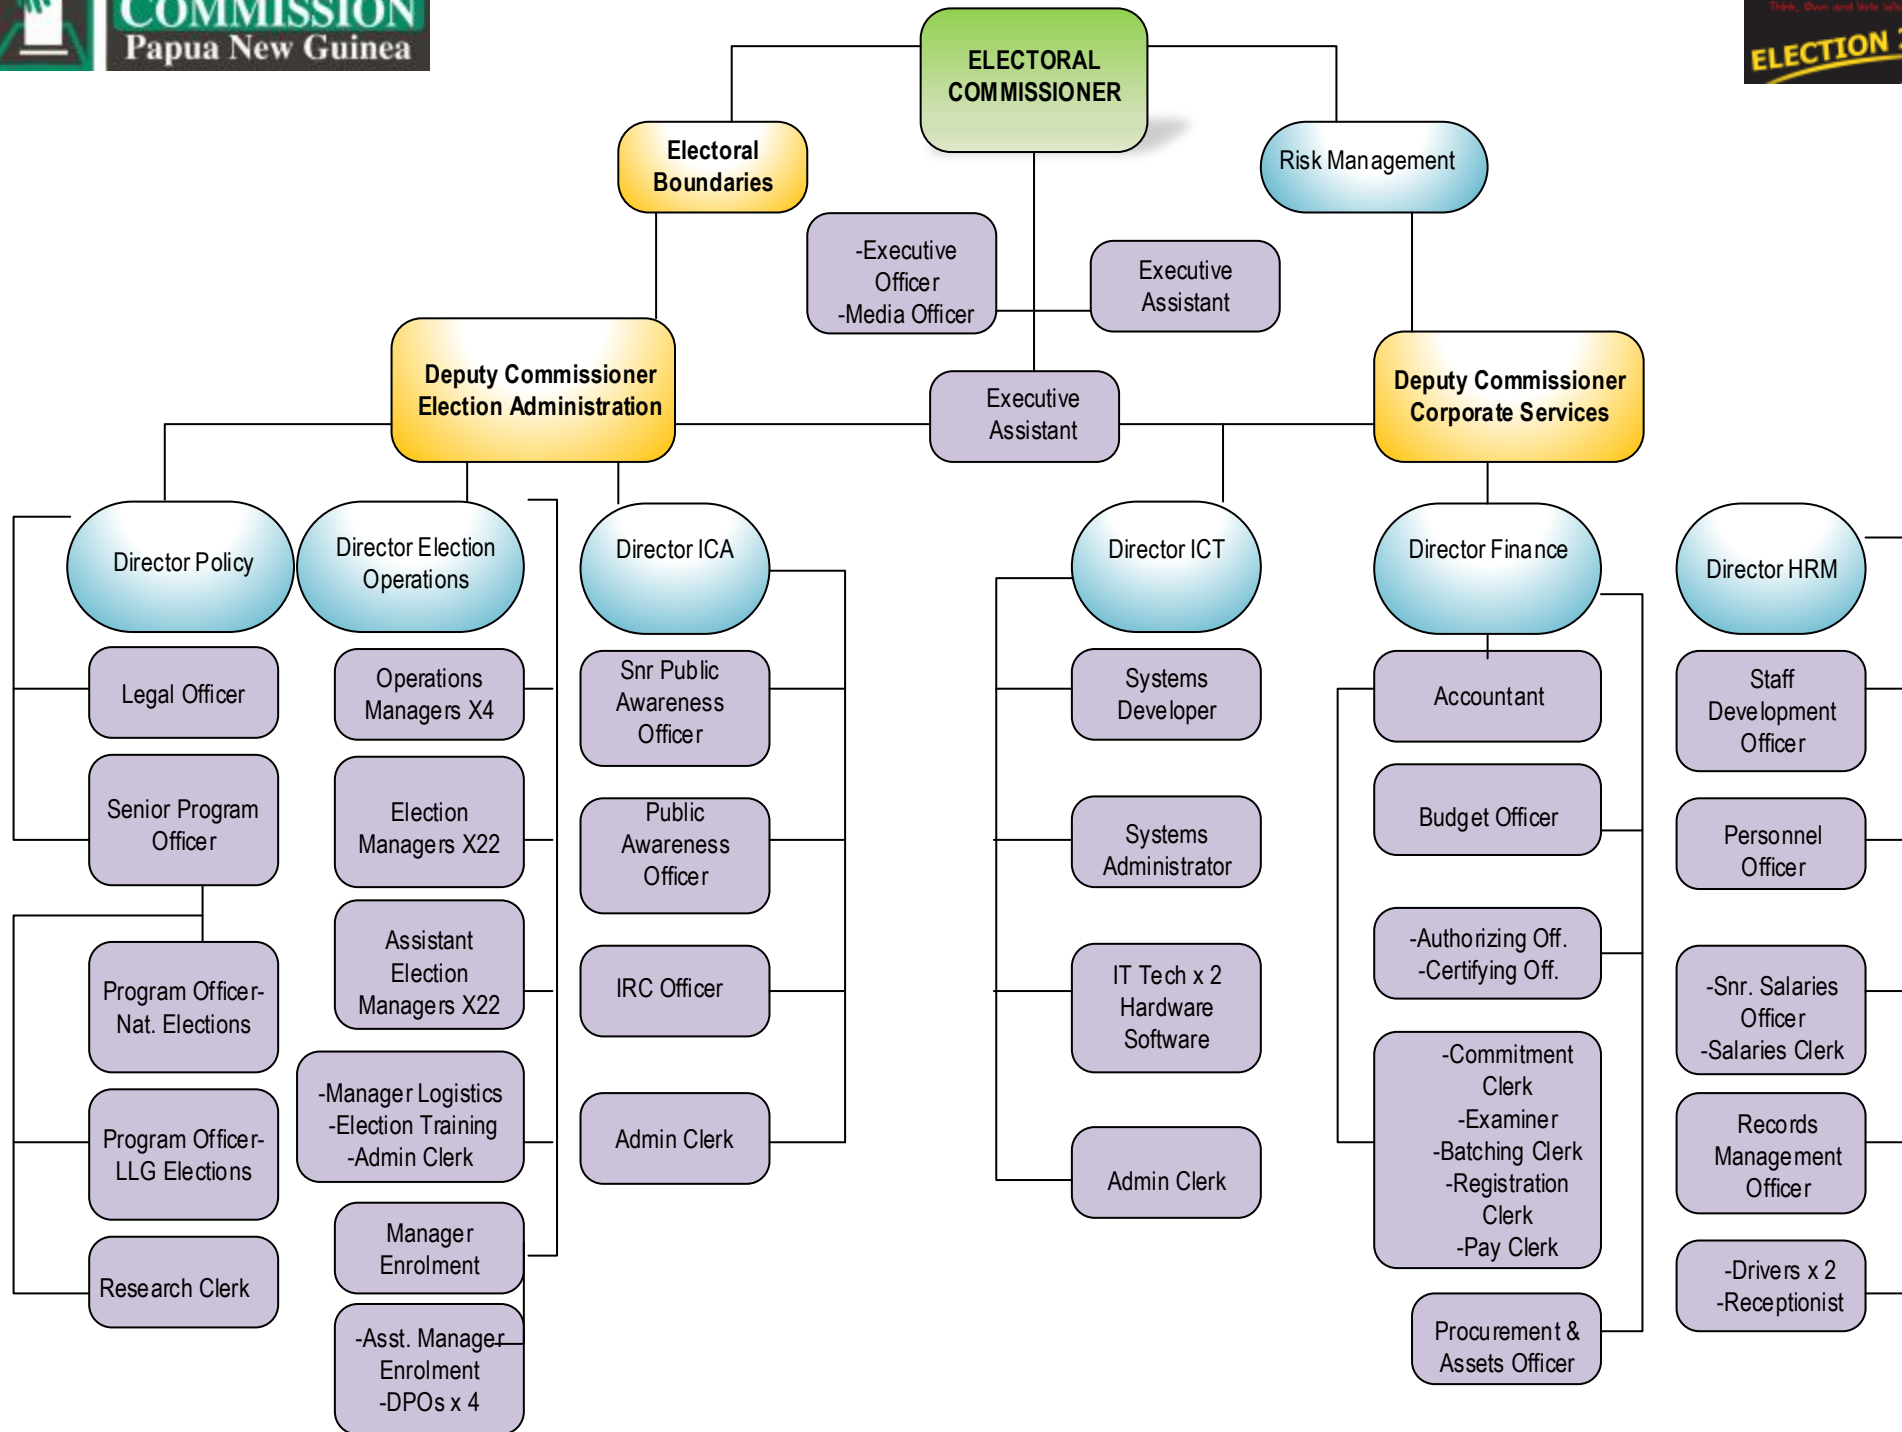 COMMISSION
Papua New Guinea
Think, Own and Vote
ELECTION
ELECTORAL
COMMISSIONER
Electoral
Boundaries
Risk Management
-Executive
Officer
-Media Officer
Executive
Assistant
Deputy Commissioner
Election Administration
Executive
Assistant
Deputy Commissioner
Corporate Services
Director Policy
Director Election
Operations
Director ICA
Director ICT
Director Finance
Director HRM
Legal Officer
Senior Program
Officer
Program Officer-
Nat. Elections
Program Officer-
LLG Elections
Research Clerk
Operations
Managers X4
Election
Managers X22
Assistant
Election
Managers X22
-Manager Logistics
-Election Training
-Admin Clerk
Manager
Enrolment
-Asst. Manager
Enrolment
-DPOs x 4
Snr Public
Awareness
Officer
Public
Awareness
Officer
IRC Officer
Admin Clerk
Systems
Developer
Systems
Administrator
IT Tech x 2
Hardware
Software
Admin Clerk
Accountant
Budget Officer
-Authorizing Off.
-Certifying Off.
-Commitment
Clerk
-Examiner
-Batching Clerk
-Registration
Clerk
-Pay Clerk
Procurement &
Assets Officer
Staff
Development
Officer
Personnel
Officer
-Snr. Salaries
Officer
-Salaries Clerk
Records
Management
Officer
-Drivers x 2
-Receptionist